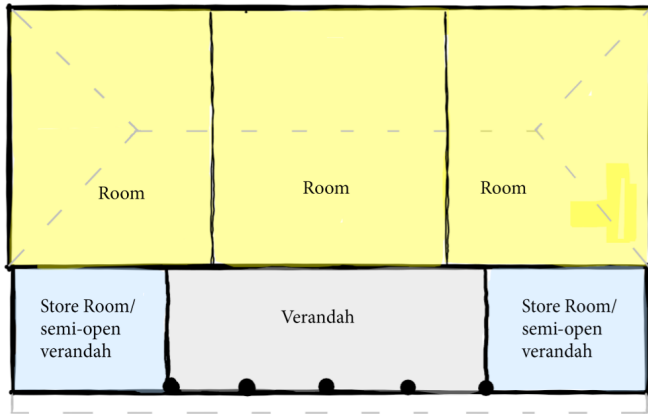 Room
Room
Room
Store Room/
semi-open
verandah
Verandah
Store Room/
semi-open
verandah